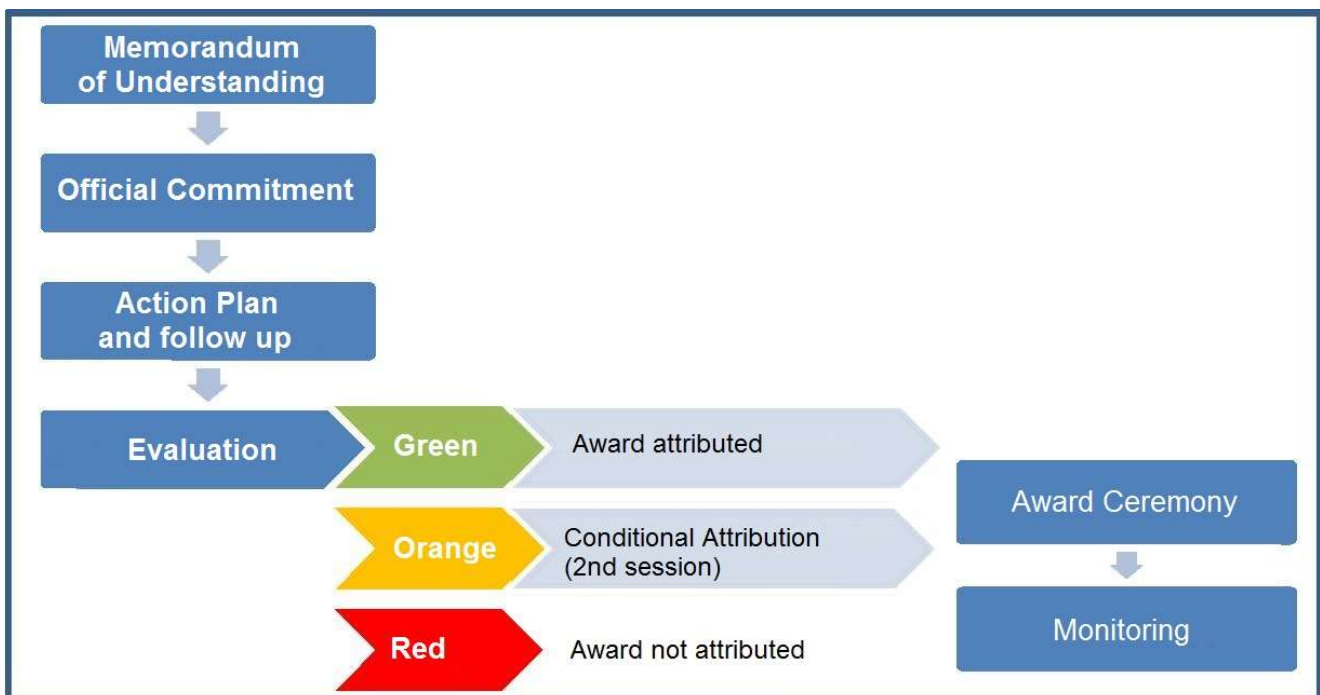 Memorandum
of Understanding
Official Commitment
Action Plan
and follow up
Evaluation
Green
Award attributed
Orange
Conditional Attribution
(2nd session)
Red
Award not attributed
Award Ceremony
Monitoring